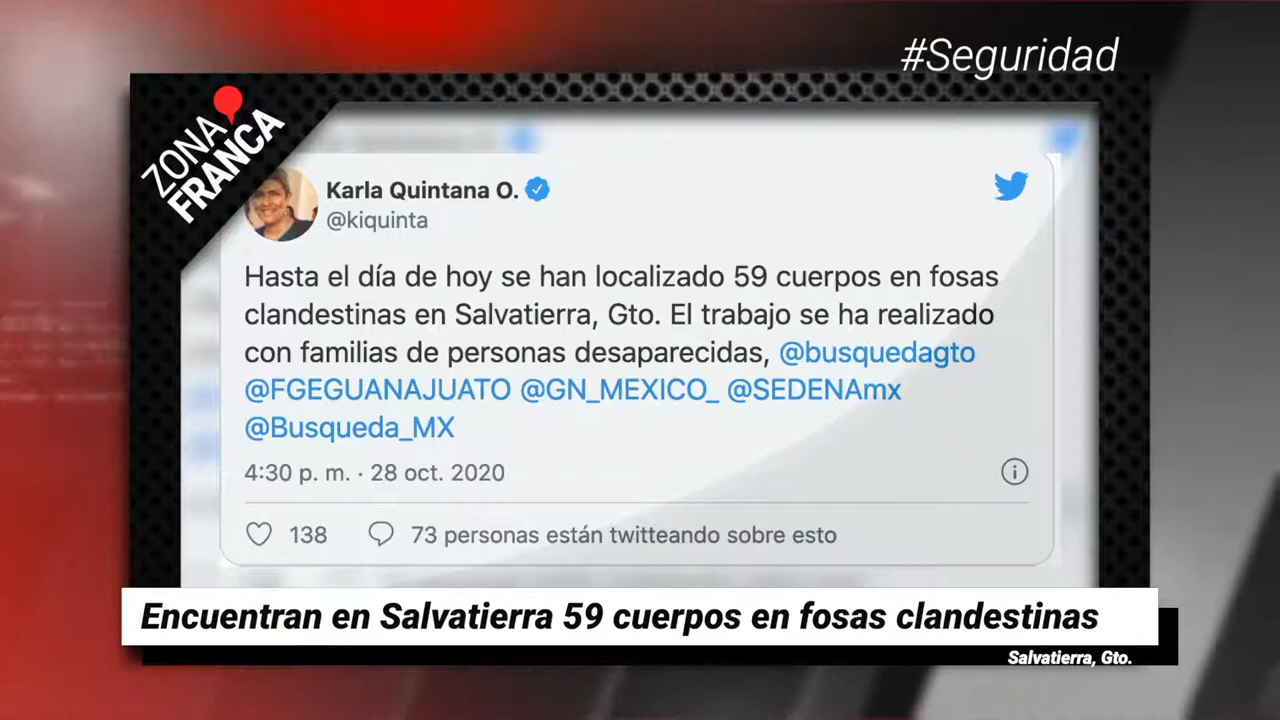 #Seguridad
ZONA
FRANCA
Karla Quintana O.
@kiquinta
Hasta el día de hoy se han localizado 59 cuerpos en fosas
clandestinas en Salvatierra, Gto. El trabajo se ha realizado
con familias de personas desaparecidas, @busquedagto
@FGEGUANAJUATO @GN_MEXICO_ @SEDENAmx
@Busqueda_MX
4:30 p. m. · 28 oct. 2020
138 73 personas están twitteando sobre esto
Encuentran en Salvatierra 59 cuerpos en fosas clandestinas
Salvatierra, Gto.